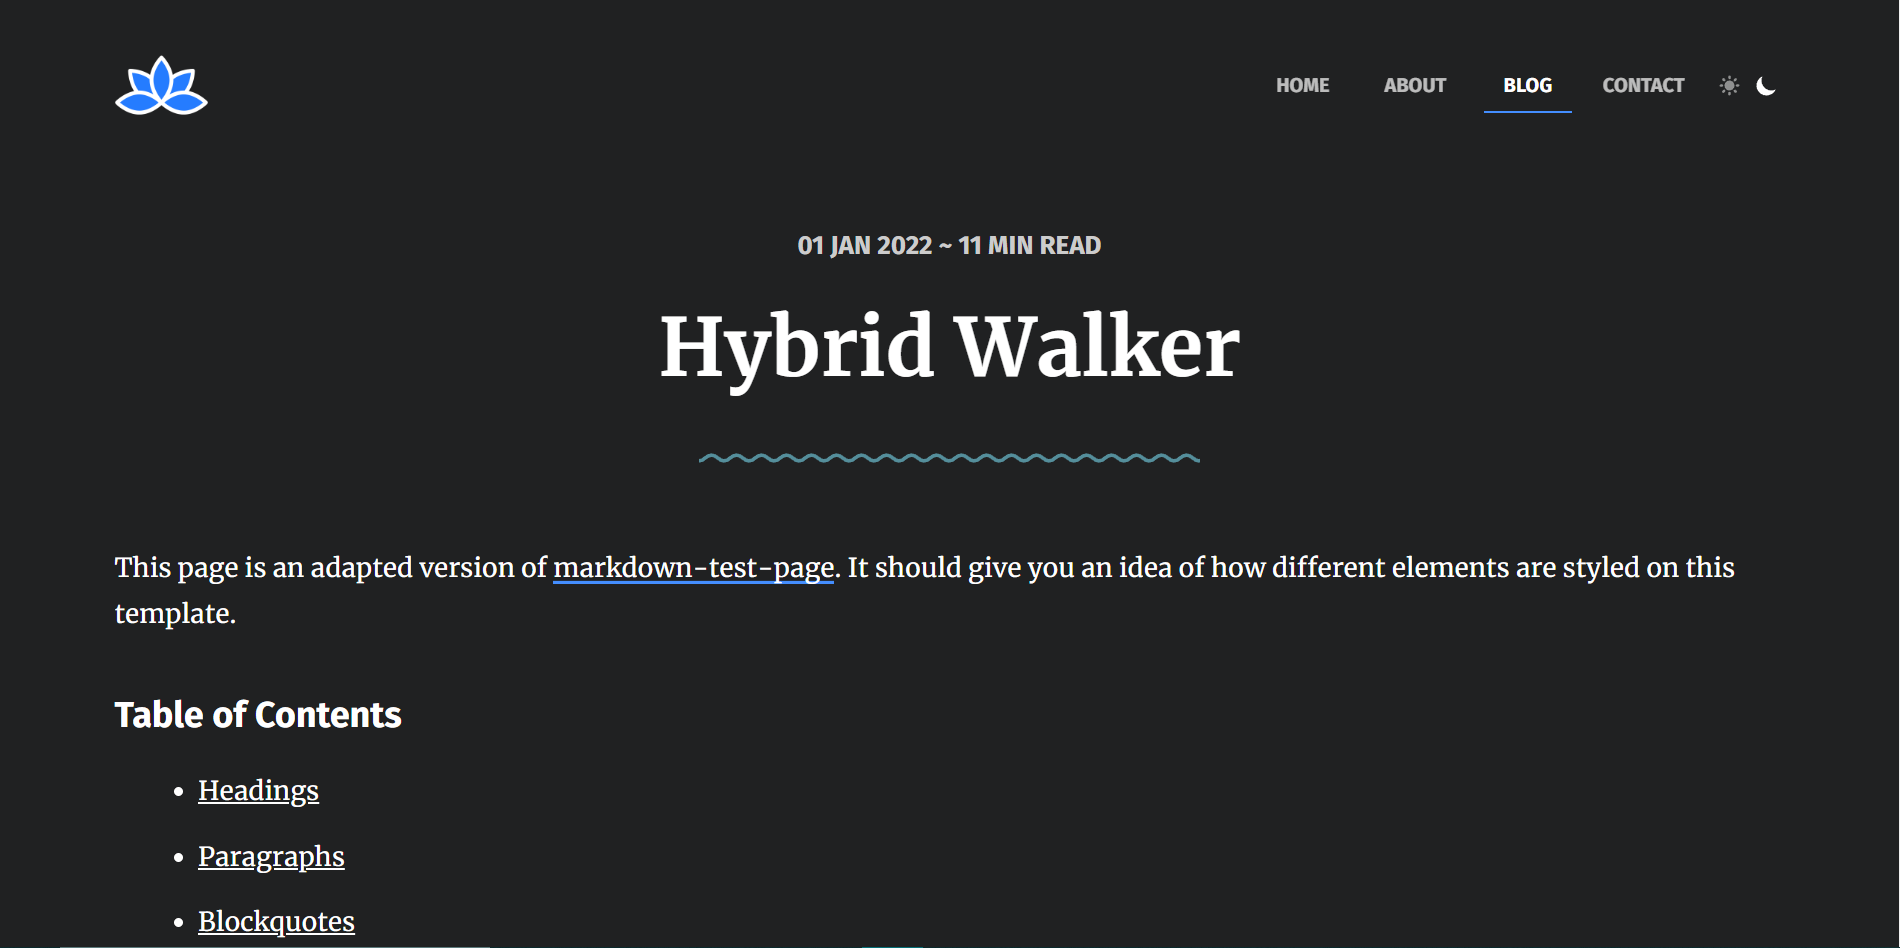 HOME ABOUT BLOG CONTACT
01 JAN 2022 ~ 11 MIN READ
Hybrid Walker
This page is an adapted version of markdown-test-page. It should give you an idea of how different elements are styled on this
template.
Table of Contents
• Headings
• Paragraphs
• Blockquotes